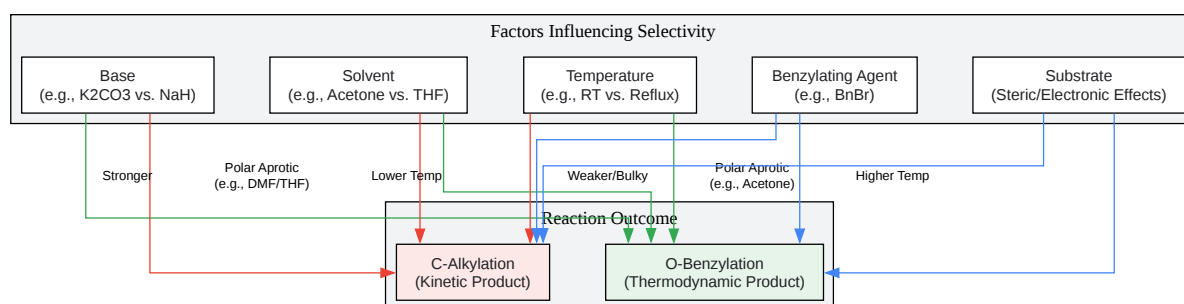 Factors Influencing Selectivity
Base
(e.g., K2CO3 vs. NaH)
Solvent
(e.g., Acetone vs. THF)
Temperature
(e.g., RT vs. Reflux)
Benzylating Agent
(e.g., BnBr)
Substrate
(Steric/Electronic Effects)
Stronger
Polar Aprotic
(e.g., DMF/THF)
Lower Temp
Weaker/Bulky
Polar Aprotic
(e.g., Acetone)
Higher Temp
Reaction Outcome
C-Alkylation
(Kinetic Product)
O-Benzylation
(Thermodynamic Product)